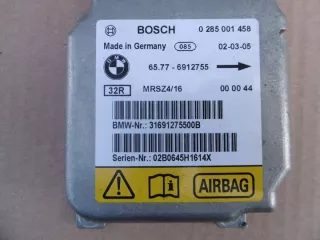 BOSCH 0 285 001 458
Made in Germany 085 02-03-05
BMW
65.77 - 6912755
32R MRSZ4/16 00 00 44
BMW-Nr.: 31691275500B
Serien-Nr.: 02B0645H1614X
AIRBAG